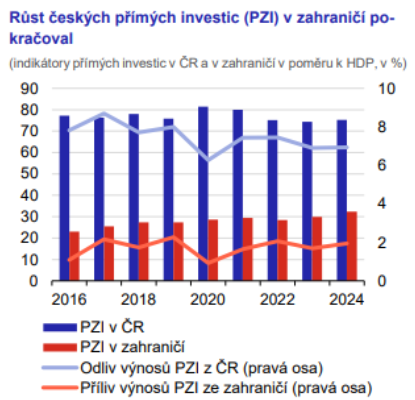 Růst českých přímých investic (PZI) v zahraničí po-
kračoval
(indikátory přímých investic v ČR a v zahraničí v poměru k HDP, v %)
90 10
80
70 8
60 6
50
40 4
30
20 2
10
0 0
2016 2018 2020 2022 2024
PZI v ČR
PZI v zahraničí
Odliv výnosů PZI z ČR (pravá osa)
Příliv výnosů PZI ze zahraničí (pravá osa)